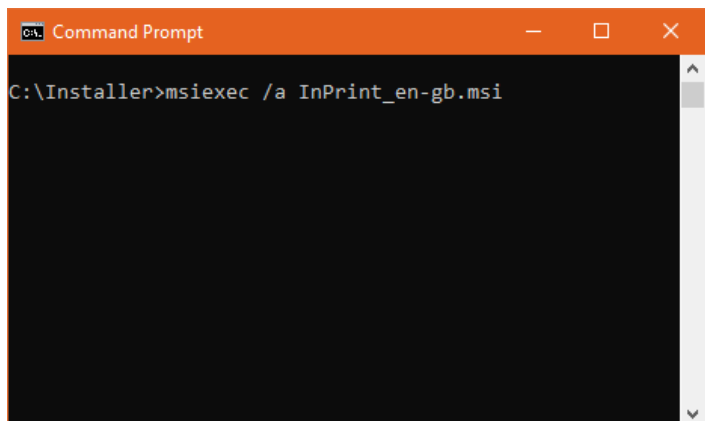 Command Prompt
C:\Installer>msiexec /a InPrint_en-gb.msi